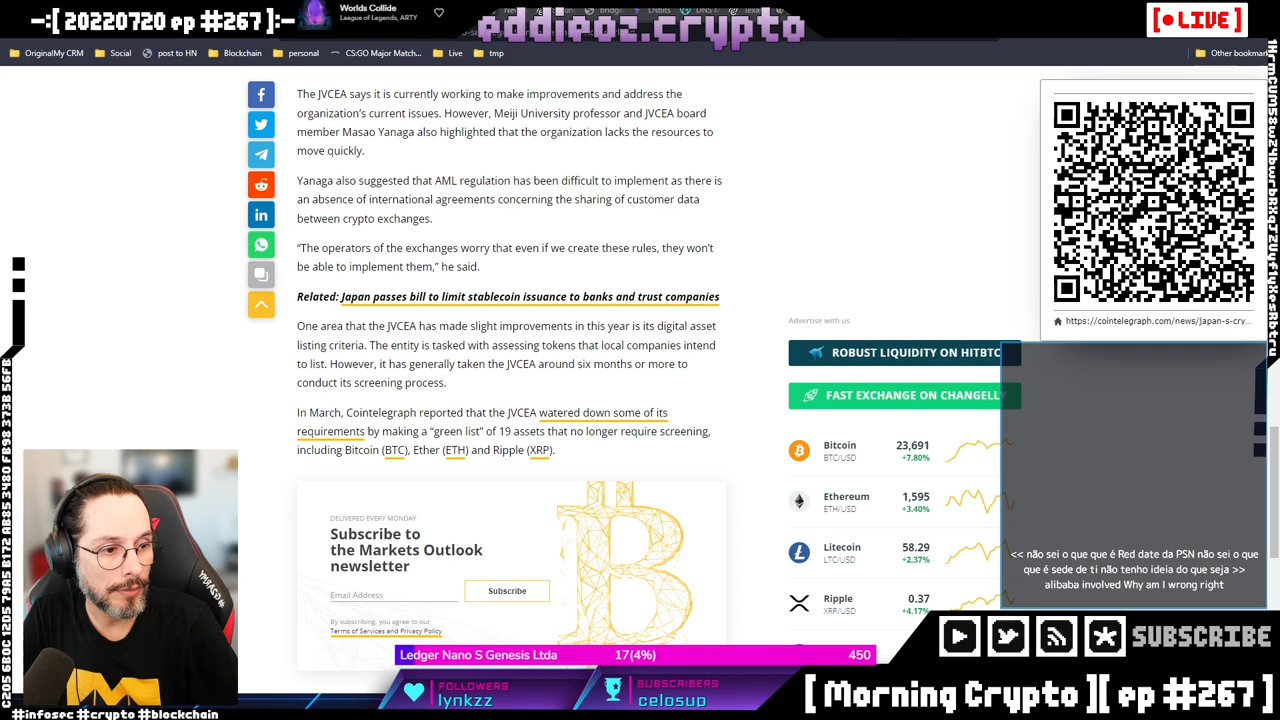 -:[ 20220720 ep #267 ]:-
Worlds Collide
League of Legends, ARTY
eddieoz.crypto
[ LIVE ]
OriginalMy CRM
Social
post to HN
Blockchain
personal
CS:GO Major Match...
Live
tmp
Other bookmar
The JVCEA says it is currently working to make improvements and address the
organization's current issues. However, Meiji University professor and JVCEA board
member Masao Yanaga also highlighted that the organization lacks the resources to
move quickly.
Yanaga also suggested that AML regulation has been difficult to implement as there is
an absence of international agreements concerning the sharing of customer data
between crypto exchanges.
“The operators of the exchanges worry that even if we create these rules, they won't
be able to implement them,” he said.
Related: Japan passes bill to limit stablecoin issuance to banks and trust companies
One area that the JVCEA has made slight improvements in this year is its digital asset
listing criteria. The entity is tasked with assessing tokens that local companies intend
to list. However, it has generally taken the JVCEA around six months or more to
conduct its screening process.
In March, Cointelegraph reported that the JVCEA watered down some of its
requirements by making a “green list” of 19 assets that no longer require screening,
including Bitcoin (BTC), Ether (ETH) and Ripple (XRP).
DELIVERED EVERY MONDAY
Subscribe to
the Markets Outlook
newsletter
Email Address
Subscribe
By subscribing, you agree to our
Terms of Services and Privacy Policy
https://cointelegraph.com/news/japan-s-cry...
Advertise with us
ROBUST LIQUIDITY ON HITBTC
FAST EXCHANGE ON CHANGELLY
Bitcoin 23,691
BTC/USD +7.80%
Ethereum 1,595
ETH/USD +3.40%
Litecoin 58.29
LTC/USD +2.37%
Ripple 0.37
XRP/USD +4.17%
<< não sei o que que é Red date da PSN não sei o que
que é sede de ti não tenho ideia do que seja >>
alibaba involved Why am I wrong right
Ledger Nano S Genesis Ltda 17(4%) 450
FOLLOWERS
lynkzz
SUBSCRIBERS
celosup
SUBSCRIBE
[ Morning Crypto ][ ep #267 ]
#infosec #crypto #blockchain